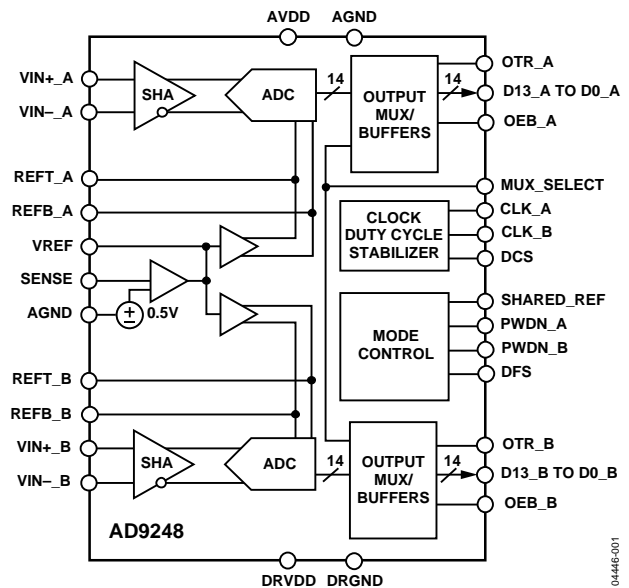 AVDD AGND
VIN+_A
VIN–_A
REFT_A
REFB_A
VREF
SENSE
AGND
REFT_B
REFB_B
VIN+_B
VIN–_B
SHA
ADC
14
OUTPUT
MUX/
BUFFERS
14
0.5V
CLOCK
DUTY CYCLE
STABILIZER
MODE
CONTROL
SHA
ADC
14
OUTPUT
MUX/
BUFFERS
14
AD9248
OTR_A
D13_A TO D0_A
OEB_A
MUX_SELECT
CLK_A
CLK_B
DCS
SHARED_REF
PWDN_A
PWDN_B
DFS
OTR_B
D13_B TO D0_B
OEB_B
DRVDD DRGND
04446-001